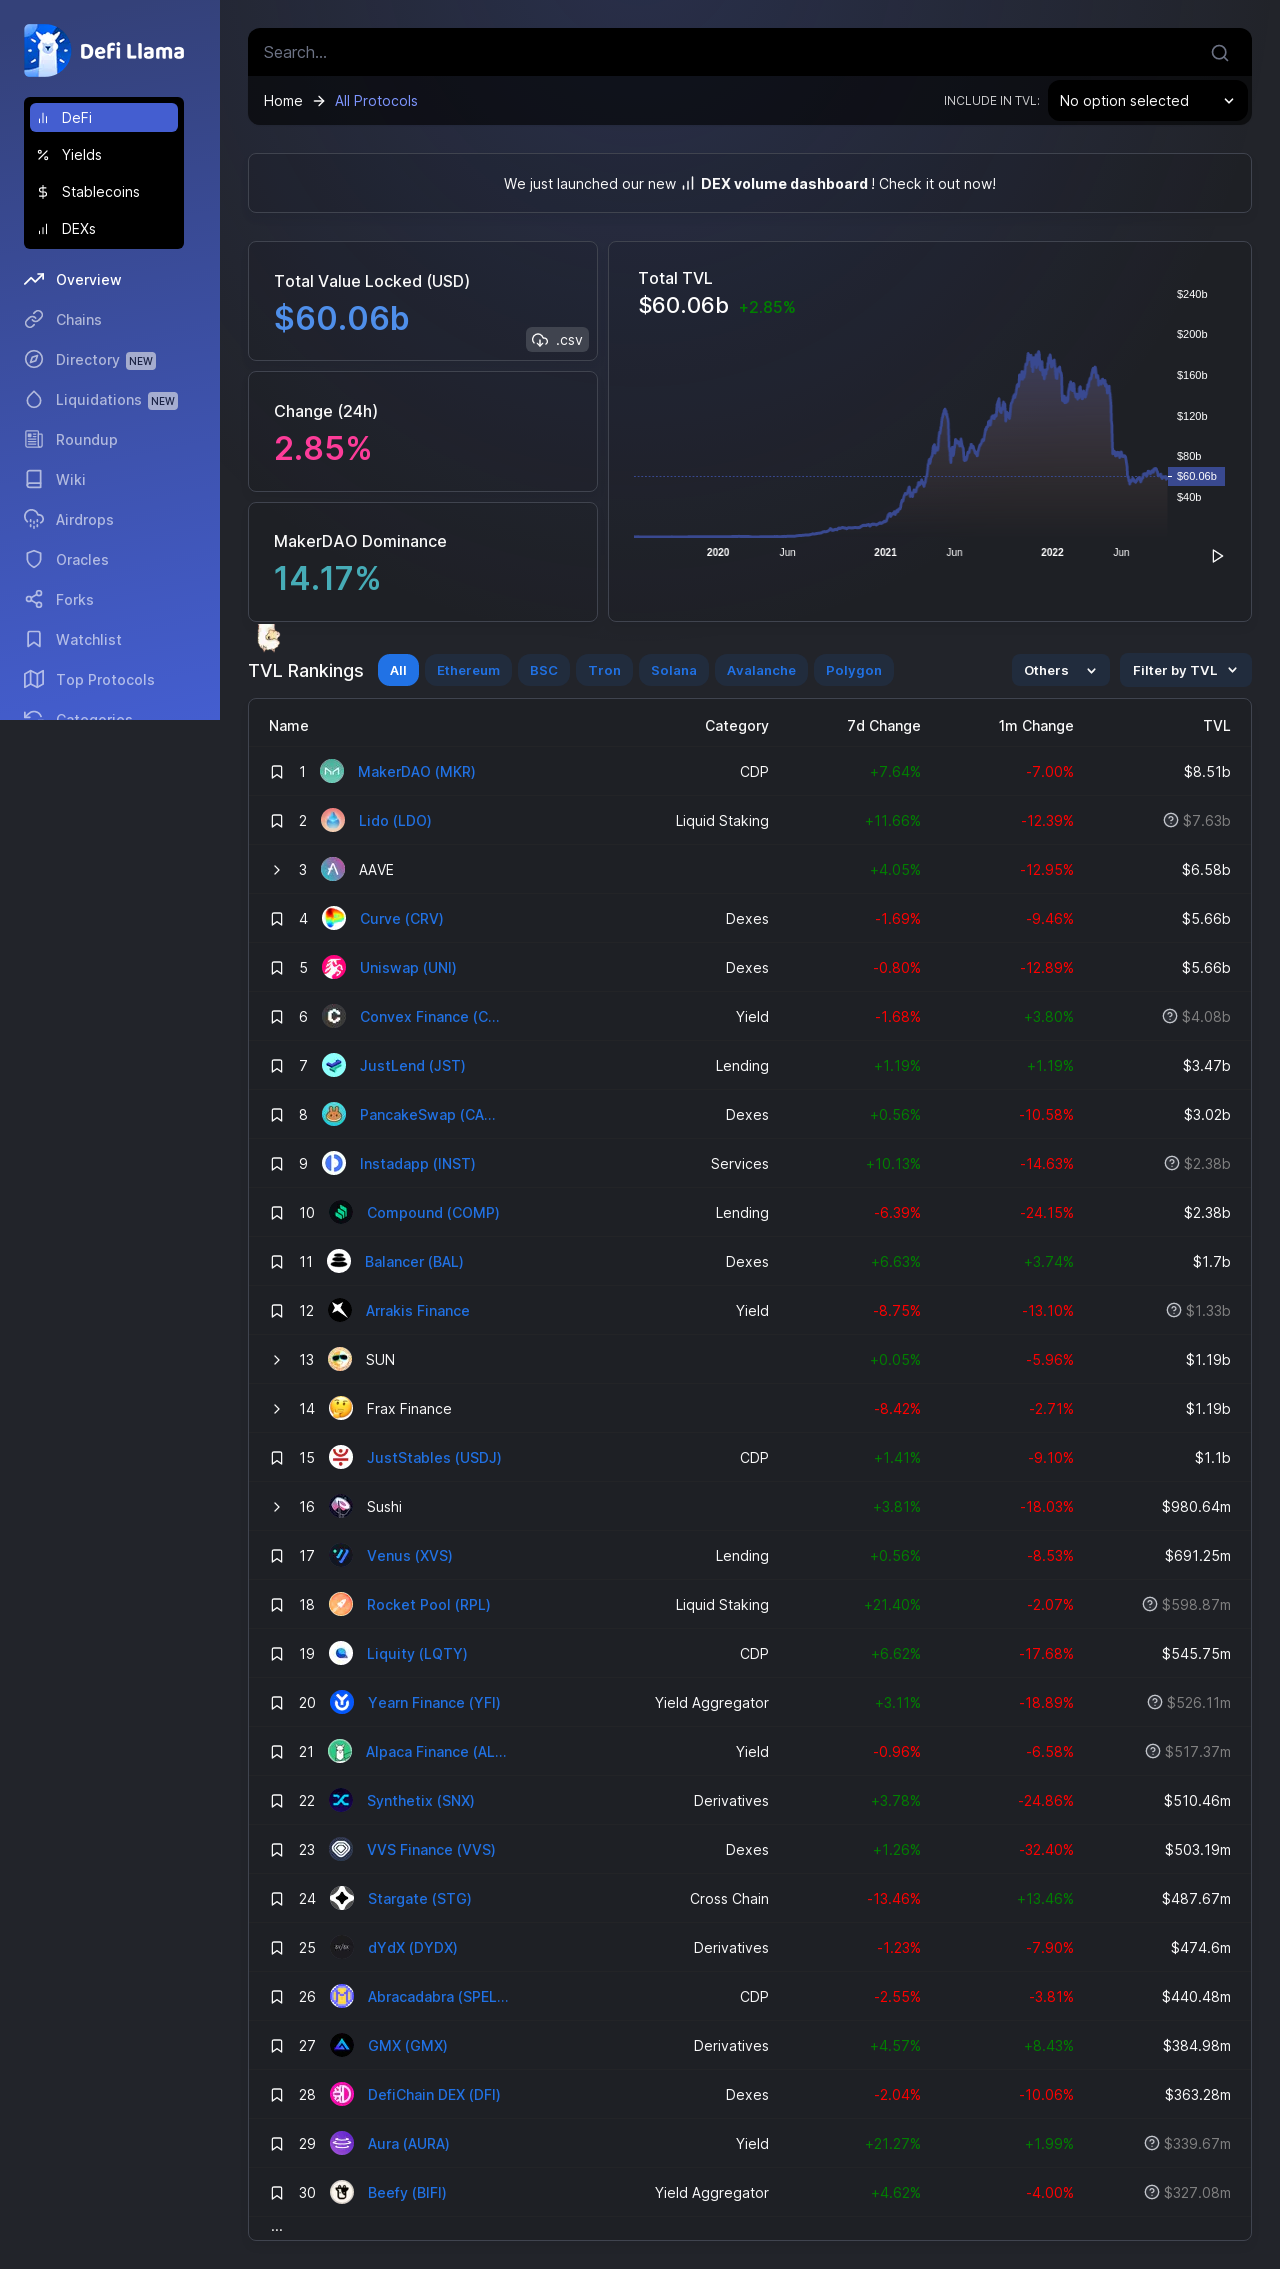 Defi Llama
DeFi
Yields
Stablecoins
DEXs
Overview
Chains
Directory NEW
Liquidations NEW
Roundup
Wiki
Airdrops
Oracles
Forks
Watchlist
Top Protocols
Categories
Search...
Home → All Protocols
INCLUDE IN TVL: No option selected
We just launched our new DEX volume dashboard ! Check it out now!
Total Value Locked (USD)
$60.06b
.csv
Change (24h)
2.85%
MakerDAO Dominance
14.17%
Total TVL
$60.06b +2.85%
$240b
$200b
$160b
$120b
$80b
$60.06b
$40b
2020 Jun 2021 Jun 2022 Jun
TVL Rankings All Ethereum BSC Tron Solana Avalanche Polygon Others Filter by TVL
Name Category 7d Change 1m Change TVL
1 MakerDAO (MKR) CDP +7.64% -7.00% $8.51b
2 Lido (LDO) Liquid Staking +11.66% -12.39% $7.63b
3 AAVE +4.05% -12.95% $6.58b
4 Curve (CRV) Dexes -1.69% -9.46% $5.66b
5 Uniswap (UNI) Dexes -0.80% -12.89% $5.66b
6 Convex Finance (C... Yield -1.68% +3.80% $4.08b
7 JustLend (JST) Lending +1.19% +1.19% $3.47b
8 PancakeSwap (CA... Dexes +0.56% -10.58% $3.02b
9 Instadapp (INST) Services +10.13% -14.63% $2.38b
10 Compound (COMP) Lending -6.39% -24.15% $2.38b
11 Balancer (BAL) Dexes +6.63% +3.74% $1.7b
12 Arrakis Finance Yield -8.75% -13.10% $1.33b
13 SUN +0.05% -5.96% $1.19b
14 Frax Finance -8.42% -2.71% $1.19b
15 JustStables (USDJ) CDP +1.41% -9.10% $1.1b
16 Sushi +3.81% -18.03% $980.64m
17 Venus (XVS) Lending +0.56% -8.53% $691.25m
18 Rocket Pool (RPL) Liquid Staking +21.40% -2.07% $598.87m
19 Liquity (LQTY) CDP +6.62% -17.68% $545.75m
20 Yearn Finance (YFI) Yield Aggregator +3.11% -18.89% $526.11m
21 Alpaca Finance (AL... Yield -0.96% -6.58% $517.37m
22 Synthetix (SNX) Derivatives +3.78% -24.86% $510.46m
23 VVS Finance (VVS) Dexes +1.26% -32.40% $503.19m
24 Stargate (STG) Cross Chain -13.46% +13.46% $487.67m
25 dYdX (DYDX) Derivatives -1.23% -7.90% $474.6m
26 Abracadabra (SPEL... CDP -2.55% -3.81% $440.48m
27 GMX (GMX) Derivatives +4.57% +8.43% $384.98m
28 DefiChain DEX (DFI) Dexes -2.04% -10.06% $363.28m
29 Aura (AURA) Yield +21.27% +1.99% $339.67m
30 Beefy (BIFI) Yield Aggregator +4.62% -4.00% $327.08m
...